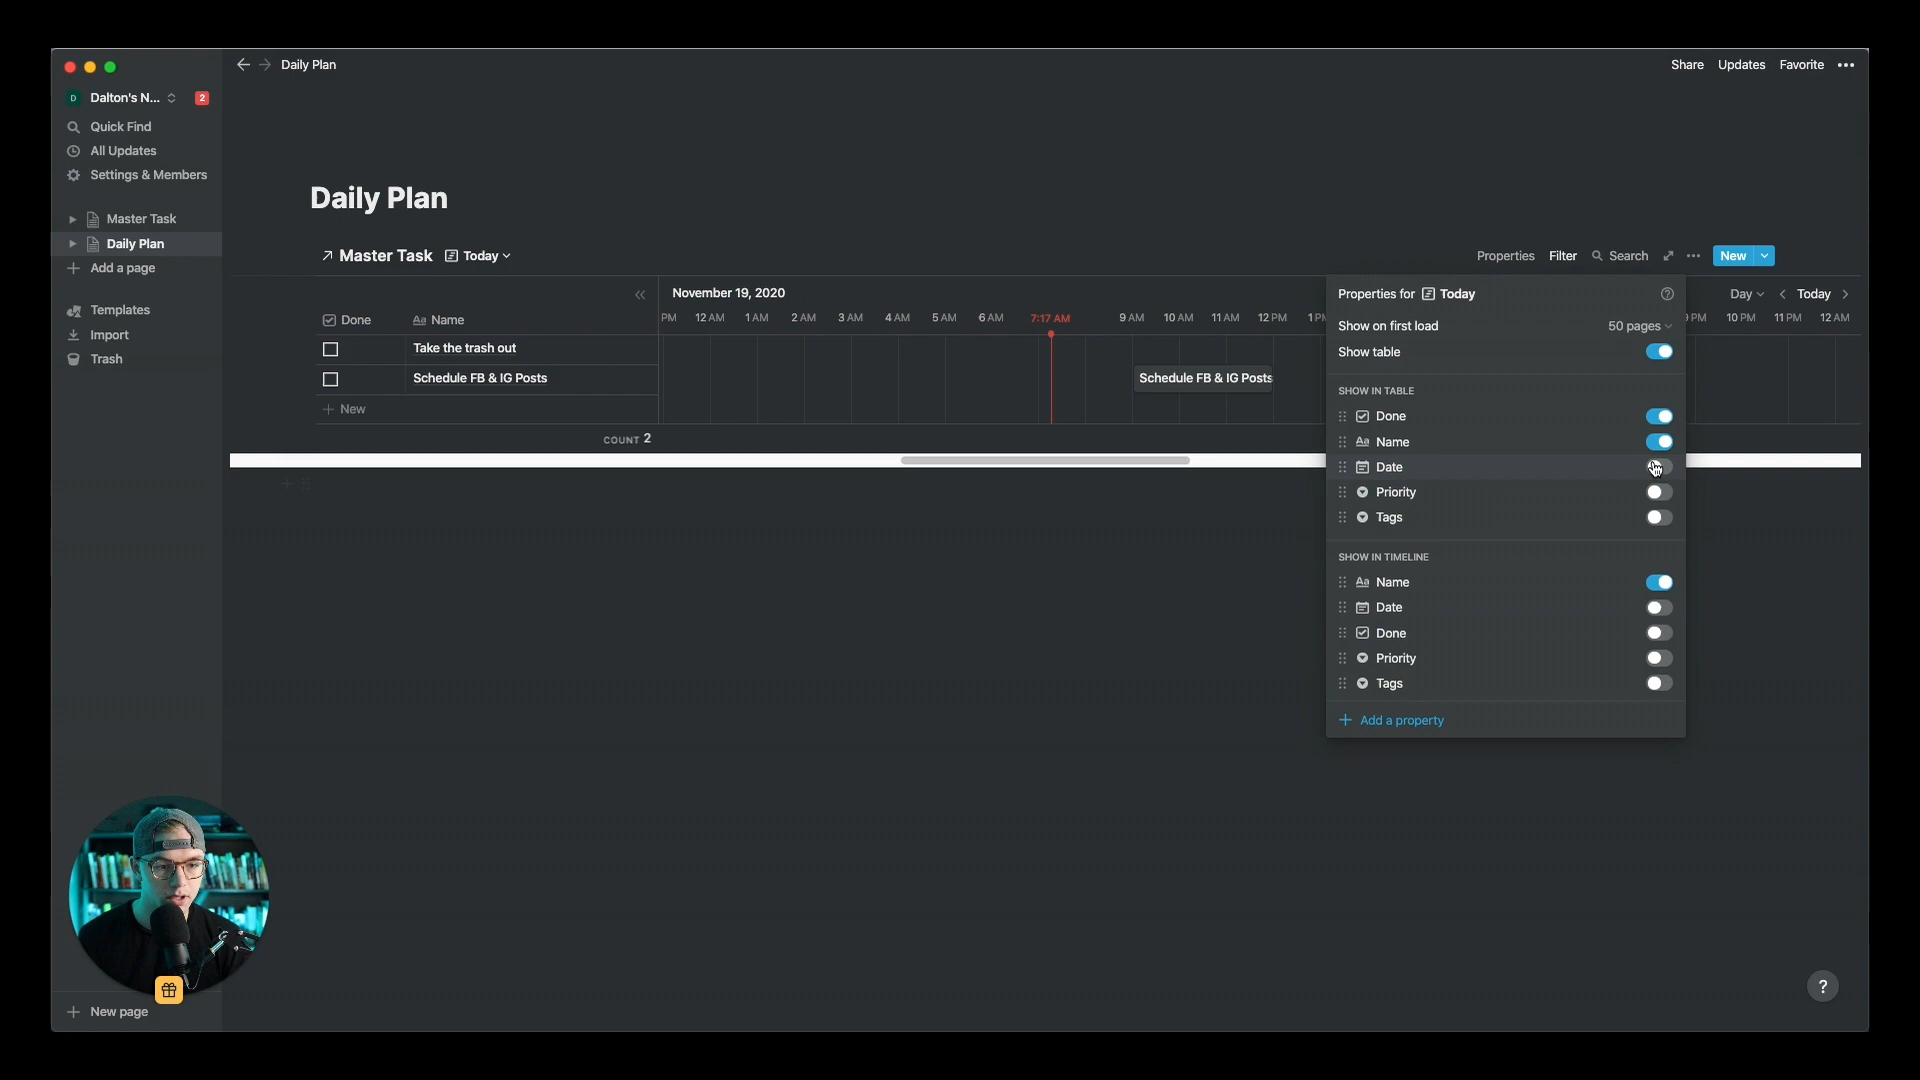 Daily Plan
Share Updates Favorite
D Dalton's N... 2
Quick Find
All Updates
Settings & Members
Master Task
Daily Plan
Add a page
Templates
Import
Trash
New page
Daily Plan
Master Task Today
Properties Filter Search New
November 19, 2020
Day Today
Done Aa Name
PM 12 AM 1 AM 2 AM 3 AM 4 AM 5 AM 6 AM 7:17 AM 9 AM 10 AM 11 AM 12 PM 1 PM 10 PM 11 PM 12 AM
Take the trash out
Schedule FB & IG Posts Schedule FB & IG Posts
New
COUNT 2
Properties for Today
Show on first load 50 pages
Show table
SHOW IN TABLE
Done
Aa Name
Date
Priority
Tags
SHOW IN TIMELINE
Aa Name
Date
Done
Priority
Tags
Add a property
?